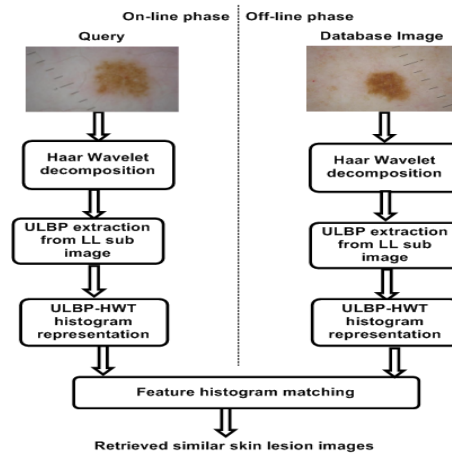 On-line phase Off-line phase
Query
Database Image
Haar Wavelet
decomposition
Haar Wavelet
decomposition
ULBP extraction
from LL sub
image
ULBP extraction
from LL sub
image
ULBP-HWT
histogram
representation
ULBP-HWT
histogram
representation
Feature histogram matching
Retrieved similar skin lesion images